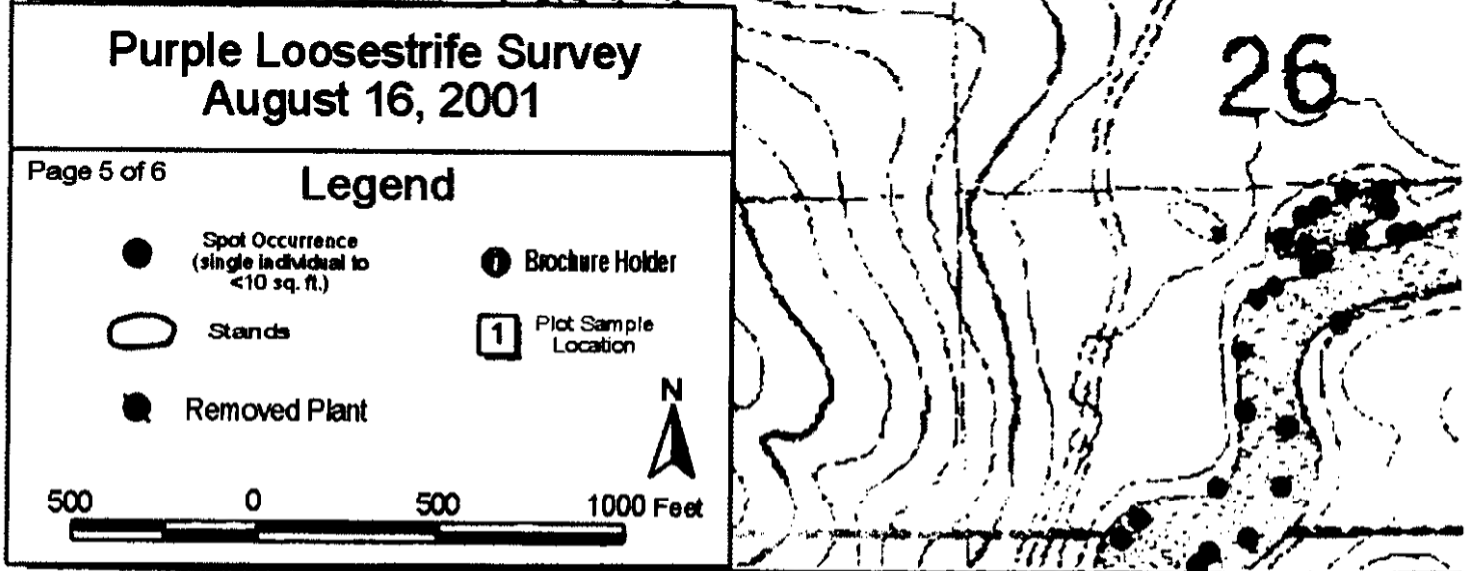 Purple Loosestrife Survey
August 16, 2001
Page 5 of 6
Legend
Spot Occurrence
(single individual to
<10 sq. ft.)
i Brochure Holder
Stands
1
Plot Sample
Location
Removed Plant
N
500 0 500 1000 Feet
26